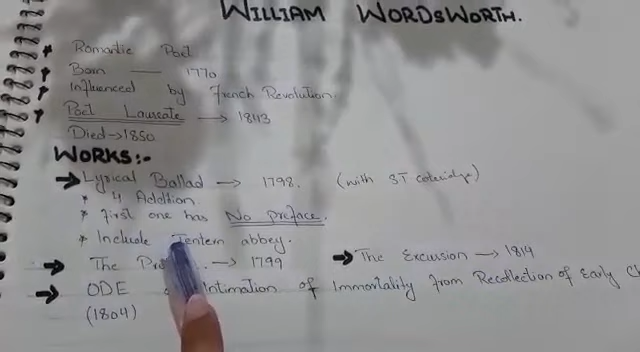 WILLIAM WORDSWORTH.
Romantic Poet
Born — 1770
Influenced by French Revolution.
Poet Laureate → 1843
Died → 1850
WORKS:-
Lyrical Ballad → 1798. (with S.T coleridge)
* 4 Addition.
* first one has No preface.
* Include Tentern abbey.
The → 1799
The Excursion → 1814
ODE Intimation of Immortality from Recollection of Early
(1804)